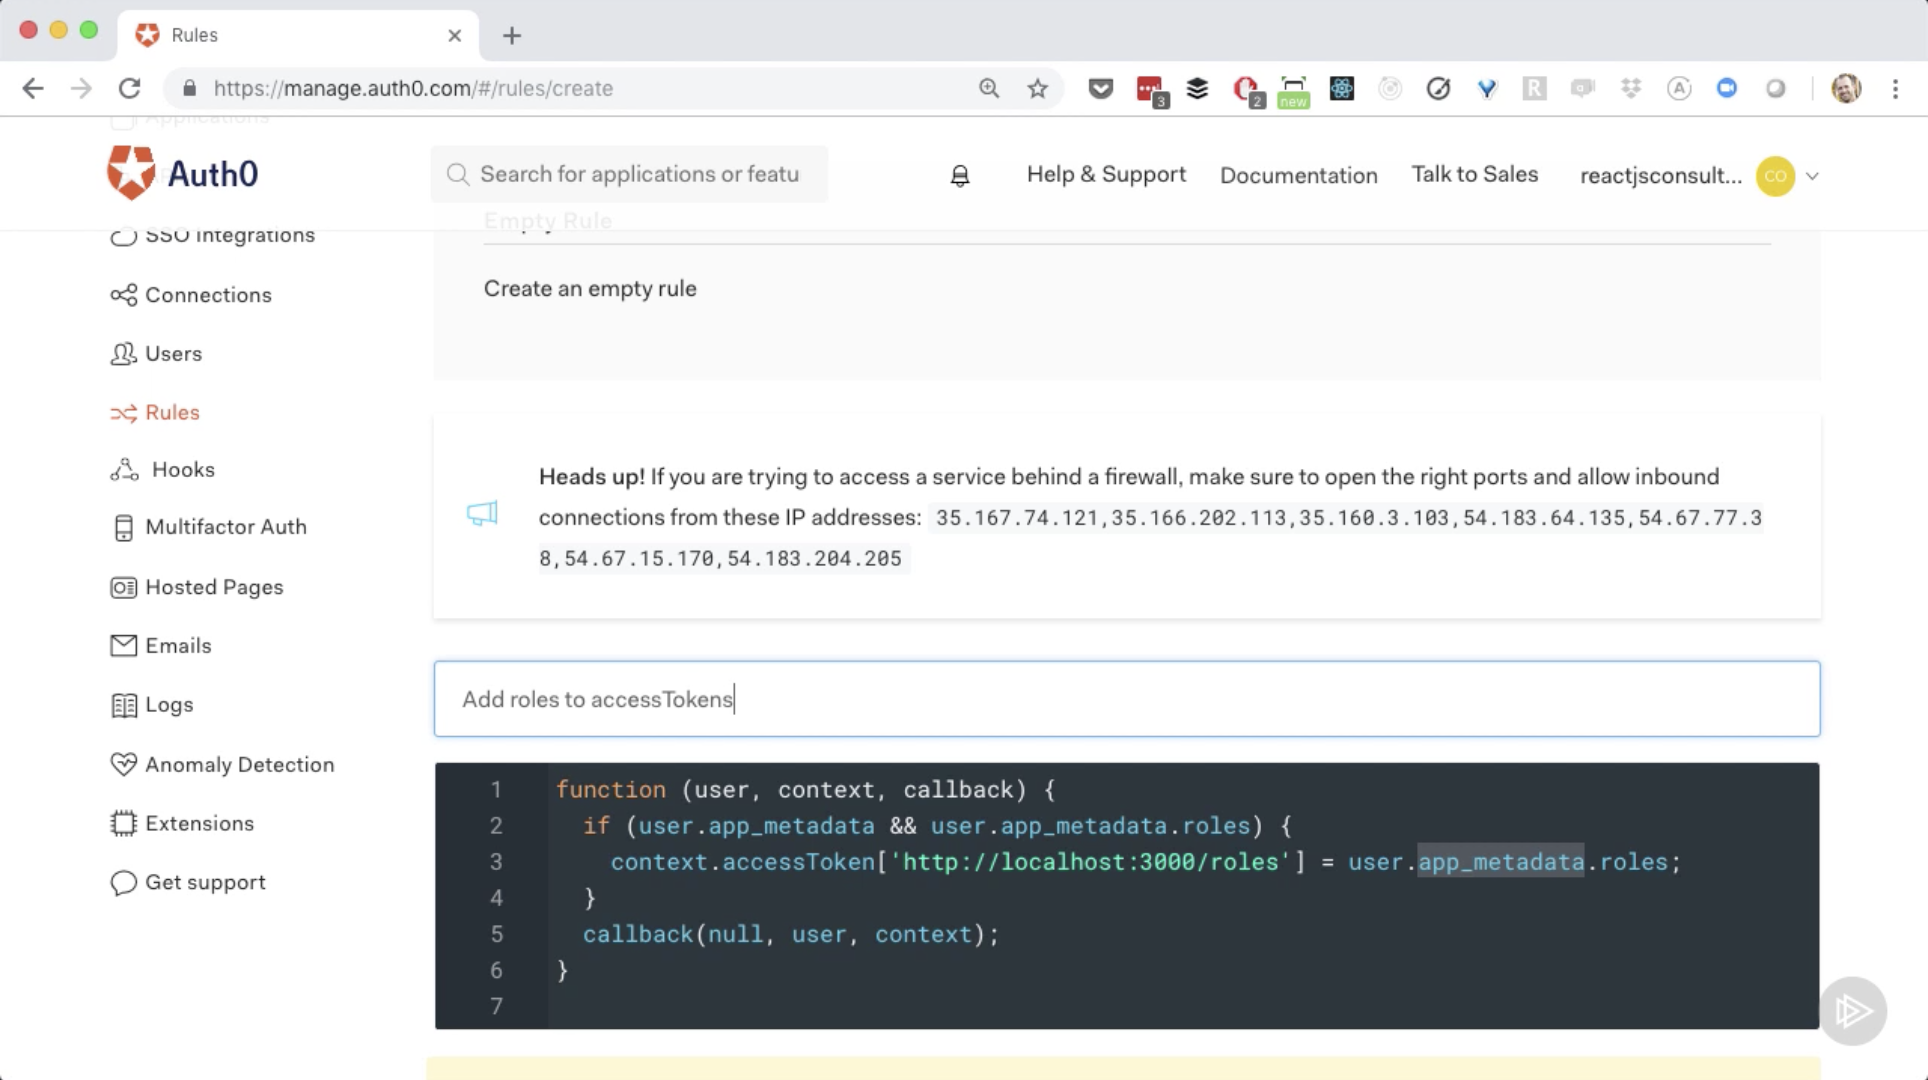 Rules
https://manage.auth0.com/#/rules/create
3
2
new
R
A
Applications
Auth0
Search for applications or featu
Help & Support
Documentation
Talk to Sales
reactjsconsult...
CO
Empty Rule
SSO Integrations
Create an empty rule
Connections
Users
Rules
Hooks
Multifactor Auth
Hosted Pages
Emails
Logs
Anomaly Detection
Extensions
Get support
Heads up! If you are trying to access a service behind a firewall, make sure to open the right ports and allow inbound
connections from these IP addresses: 35.167.74.121,35.166.202.113,35.160.3.103,54.183.64.135,54.67.77.3
8,54.67.15.170,54.183.204.205
Add roles to accessTokens
1 function (user, context, callback) {
2 if (user.app_metadata && user.app_metadata.roles) {
3 context.accessToken['http://localhost:3000/roles'] = user.app_metadata.roles;
4 }
5 callback(null, user, context);
6 }
7